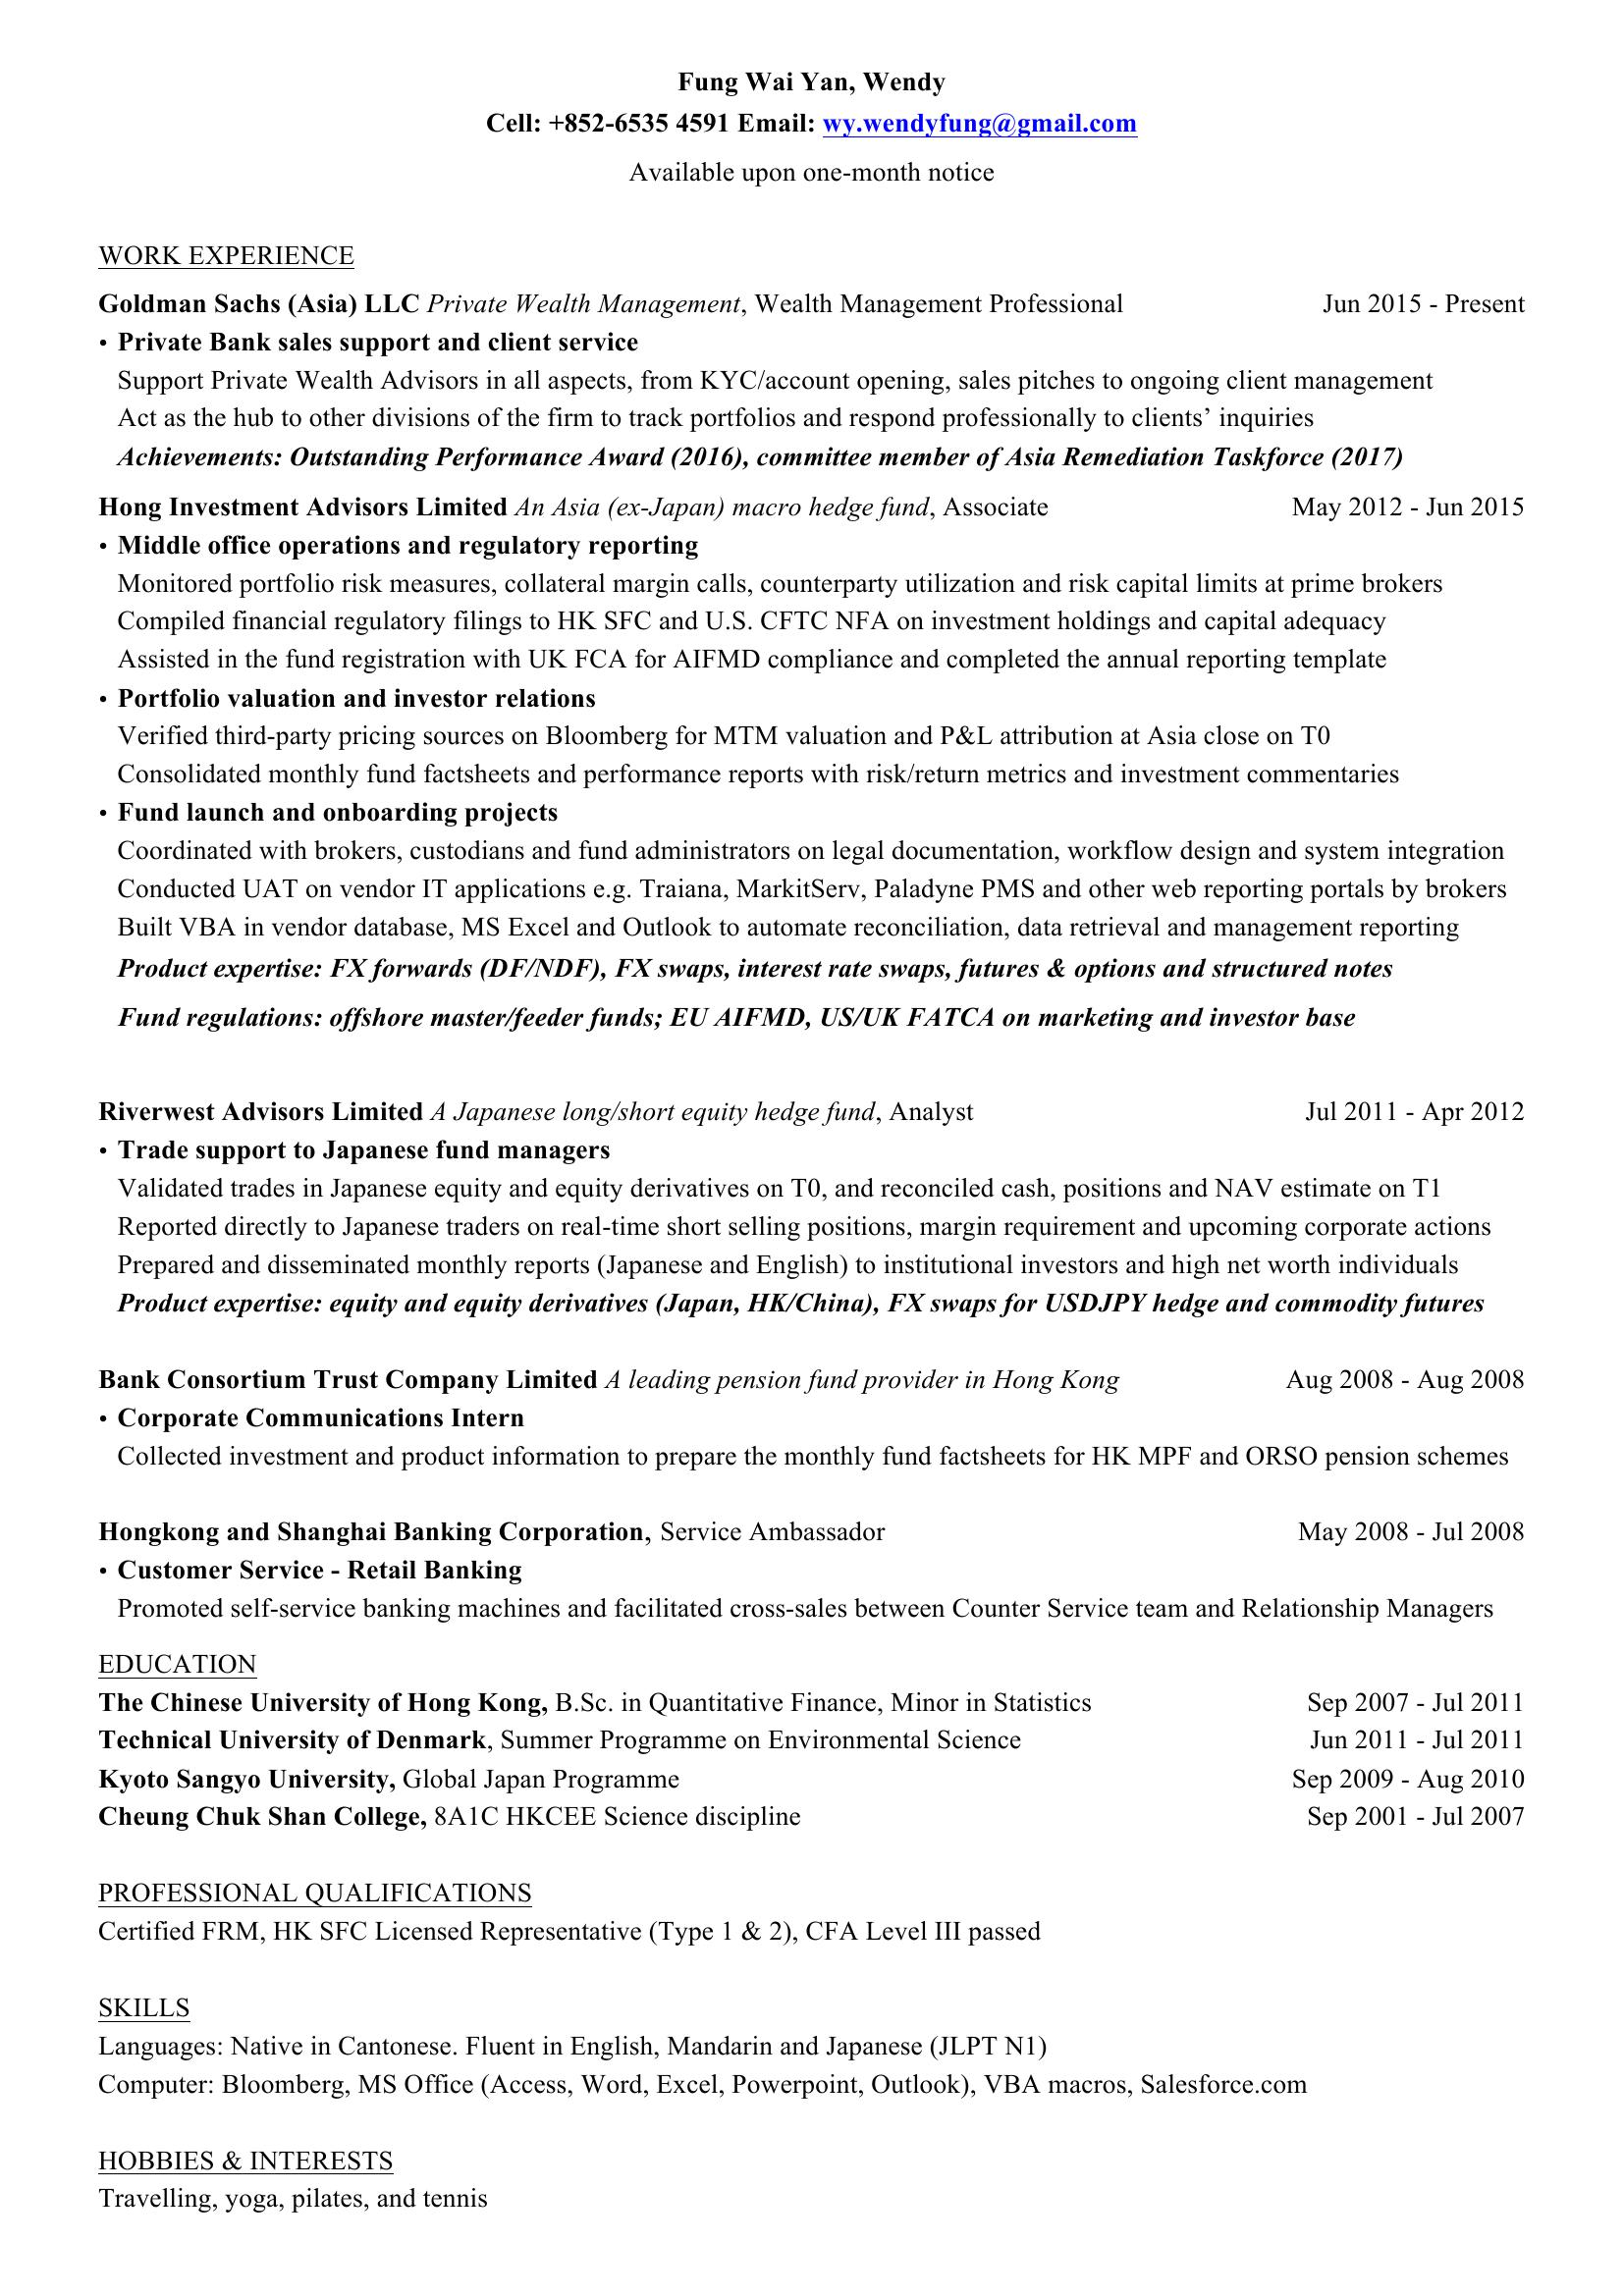 Fung Wai Yan, Wendy
Cell: +852-6535 4591 Email: wy.wendyfung@gmail.com
Available upon one-month notice
WORK EXPERIENCE
Goldman Sachs (Asia) LLC Private Wealth Management, Wealth Management Professional Jun 2015 - Present
• Private Bank sales support and client service
Support Private Wealth Advisors in all aspects, from KYC/account opening, sales pitches to ongoing client management
Act as the hub to other divisions of the firm to track portfolios and respond professionally to clients’ inquiries
Achievements: Outstanding Performance Award (2016), committee member of Asia Remediation Taskforce (2017)
Hong Investment Advisors Limited An Asia (ex-Japan) macro hedge fund, Associate May 2012 - Jun 2015
• Middle office operations and regulatory reporting
Monitored portfolio risk measures, collateral margin calls, counterparty utilization and risk capital limits at prime brokers
Compiled financial regulatory filings to HK SFC and U.S. CFTC NFA on investment holdings and capital adequacy
Assisted in the fund registration with UK FCA for AIFMD compliance and completed the annual reporting template
• Portfolio valuation and investor relations
Verified third-party pricing sources on Bloomberg for MTM valuation and P&L attribution at Asia close on T0
Consolidated monthly fund factsheets and performance reports with risk/return metrics and investment commentaries
• Fund launch and onboarding projects
Coordinated with brokers, custodians and fund administrators on legal documentation, workflow design and system integration
Conducted UAT on vendor IT applications e.g. Traiana, MarkitServ, Paladyne PMS and other web reporting portals by brokers
Built VBA in vendor database, MS Excel and Outlook to automate reconciliation, data retrieval and management reporting
Product expertise: FX forwards (DF/NDF), FX swaps, interest rate swaps, futures & options and structured notes
Fund regulations: offshore master/feeder funds; EU AIFMD, US/UK FATCA on marketing and investor base
Riverwest Advisors Limited A Japanese long/short equity hedge fund, Analyst Jul 2011 - Apr 2012
• Trade support to Japanese fund managers
Validated trades in Japanese equity and equity derivatives on T0, and reconciled cash, positions and NAV estimate on T1
Reported directly to Japanese traders on real-time short selling positions, margin requirement and upcoming corporate actions
Prepared and disseminated monthly reports (Japanese and English) to institutional investors and high net worth individuals
Product expertise: equity and equity derivatives (Japan, HK/China), FX swaps for USDJPY hedge and commodity futures
Bank Consortium Trust Company Limited A leading pension fund provider in Hong Kong Aug 2008 - Aug 2008
• Corporate Communications Intern
Collected investment and product information to prepare the monthly fund factsheets for HK MPF and ORSO pension schemes
Hongkong and Shanghai Banking Corporation, Service Ambassador May 2008 - Jul 2008
• Customer Service - Retail Banking
Promoted self-service banking machines and facilitated cross-sales between Counter Service team and Relationship Managers
EDUCATION
The Chinese University of Hong Kong, B.Sc. in Quantitative Finance, Minor in Statistics Sep 2007 - Jul 2011
Technical University of Denmark, Summer Programme on Environmental Science Jun 2011 - Jul 2011
Kyoto Sangyo University, Global Japan Programme Sep 2009 - Aug 2010
Cheung Chuk Shan College, 8A1C HKCEE Science discipline Sep 2001 - Jul 2007
PROFESSIONAL QUALIFICATIONS
Certified FRM, HK SFC Licensed Representative (Type 1 & 2), CFA Level III passed
SKILLS
Languages: Native in Cantonese. Fluent in English, Mandarin and Japanese (JLPT N1)
Computer: Bloomberg, MS Office (Access, Word, Excel, Powerpoint, Outlook), VBA macros, Salesforce.com
HOBBIES & INTERESTS
Travelling, yoga, pilates, and tennis